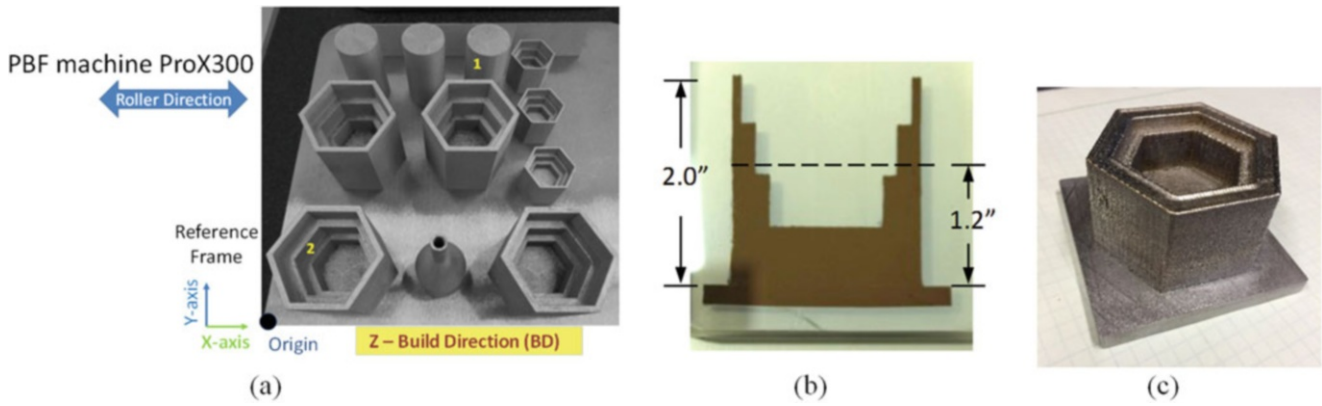 PBF machine ProX300
Roller Direction
1
2
Reference
Frame
Y-axis
X-axis
Origin
Z – Build Direction (BD)
2.0”
1.2”
(a)
(b)
(c)